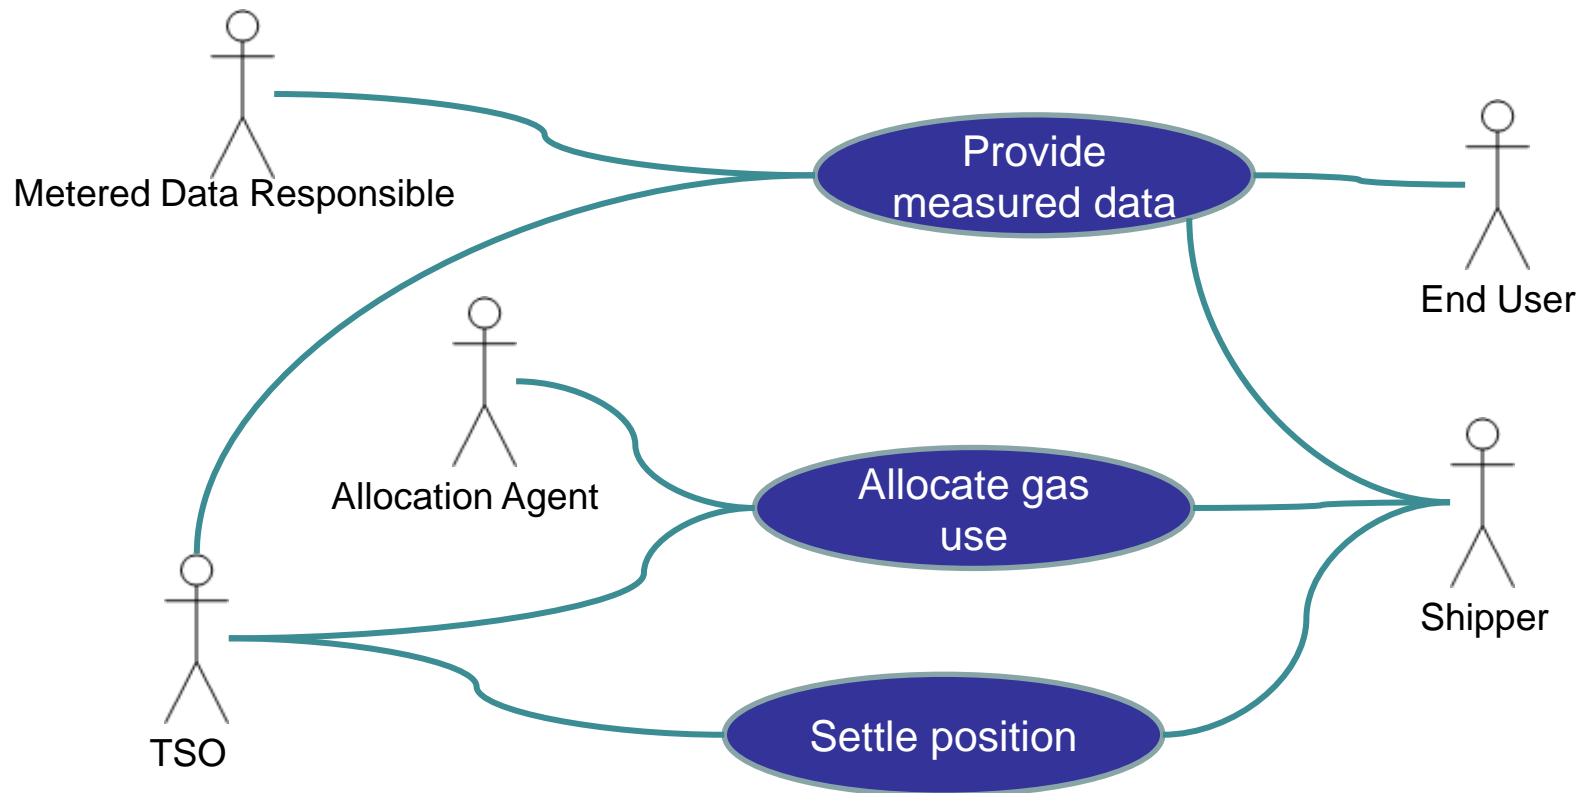 Provide
measured data
Metered Data Responsible
End User
Allocate gas
use
Allocation Agent
Shipper
Settle position
TSO